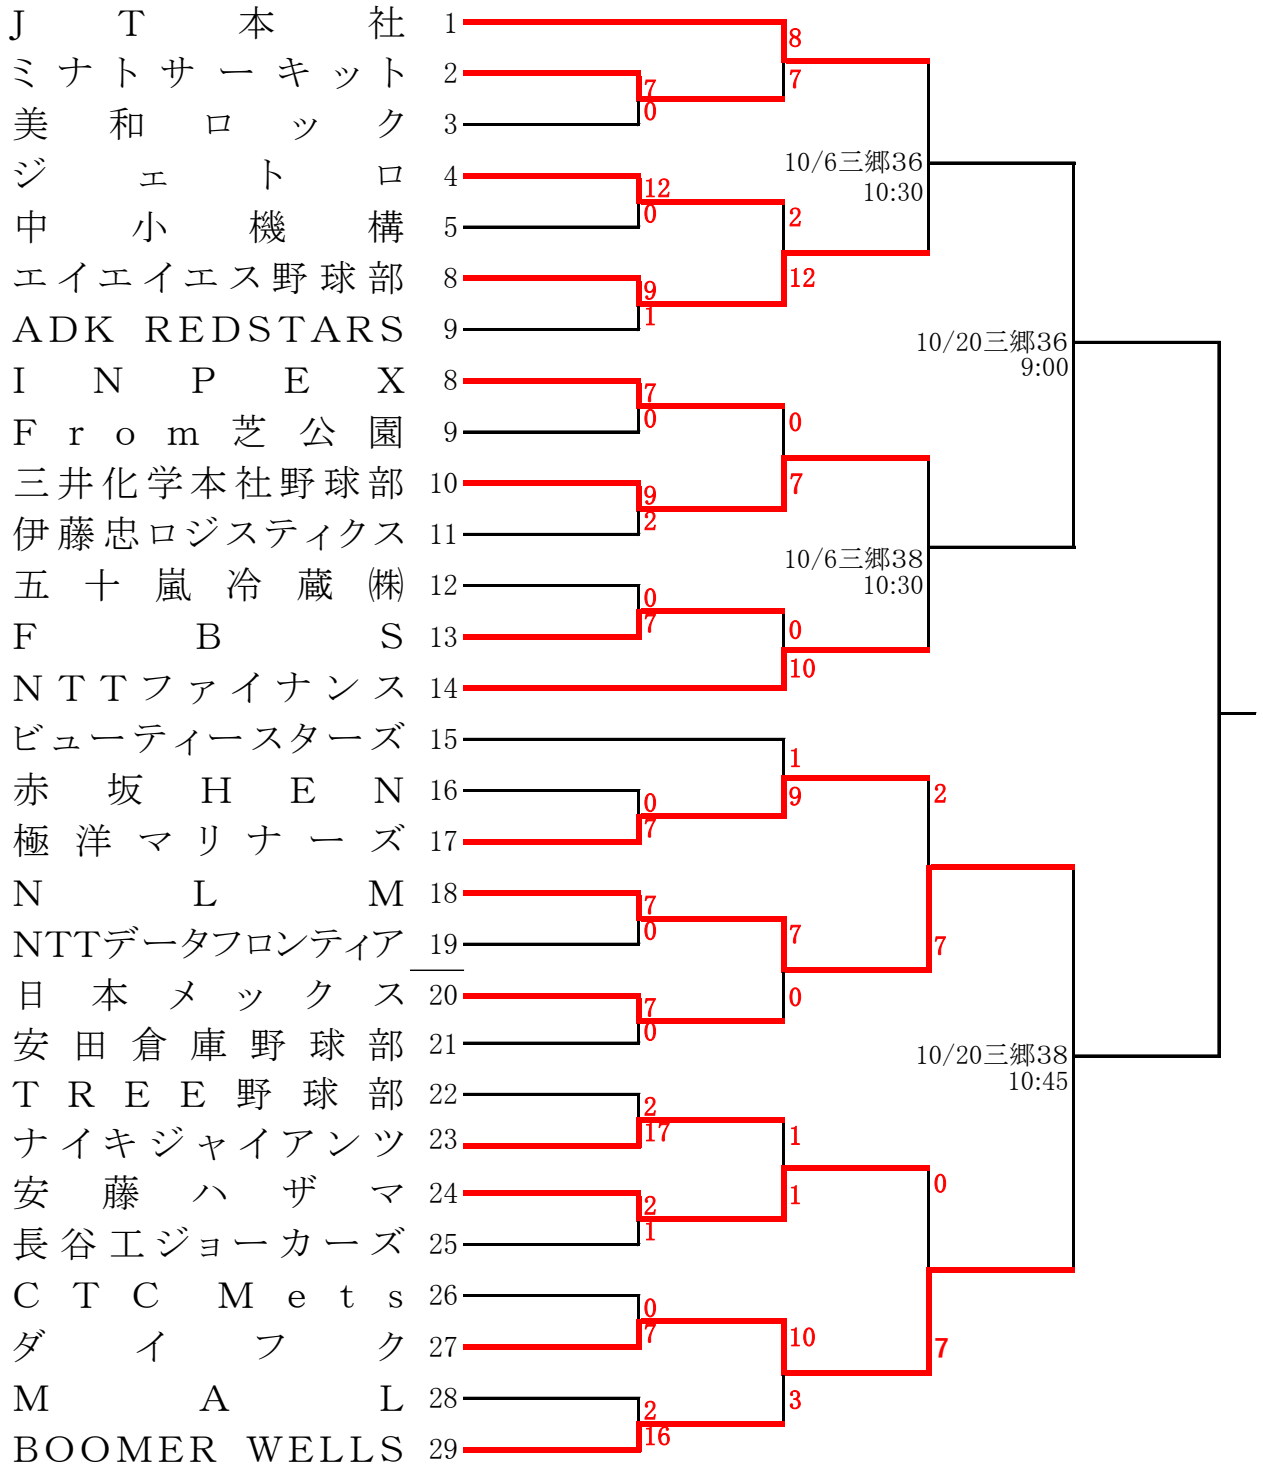 JT本社 1
8
ミナトサーキット 2
7
7
0
美和ロック 3
10/6三郷36
10:30
ジェトロ 4
12
0
2
中小機構 5
エイエイエス野球部 8
12
9
1
ADK REDSTARS 9
10/20三郷36
9:00
INPEX 8
7
0
0
From芝公園 9
三井化学本社野球部 10
7
9
2
伊藤忠ロジスティクス 11
10/6三郷38
10:30
五十嵐冷蔵㈱ 12
0
7
0
FBS 13
10
NTTファイナンス 14
ビューティースターズ 15
1
赤坂HEN 16
9
2
0
7
極洋マリナーズ 17
NLM 18
7
0
7
7
NTTデータフロンティア 19
日本メックス 20
0
7
0
安田倉庫野球部 21
10/20三郷38
10:45
TREE野球部 22
2
17
1
ナイキジャイアンツ 23
0
安藤ハザマ 24
1
2
1
長谷工ジョーカーズ 25
CTC Mets 26
0
7
10
7
ダイフク 27
MAL 28
3
2
16
BOOMER WELLS 29